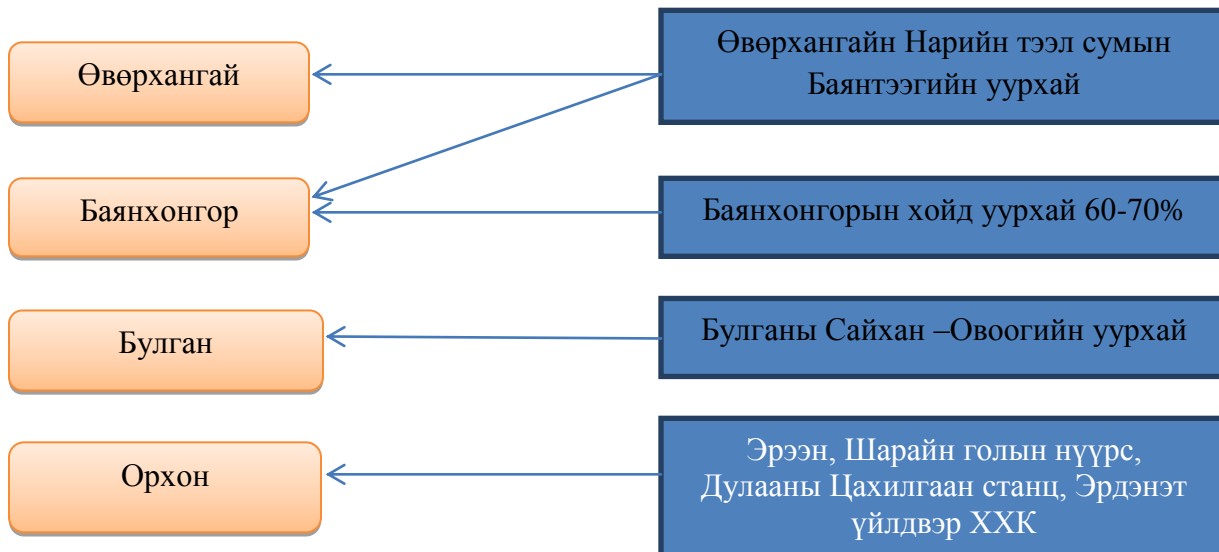 Өвөрхангай
Өвөрхангайн Нарийн тээл сумын
Баянтээгийн уурхай
Баянхонгор
Баянхонгорын хойд уурхай 60-70%
Булган
Булганы Сайхан –Овоогийн уурхай
Орхон
Эрээн, Шарайн голын нүүрс,
Дулааны Цахилгаан станц, Эрдэнэт
үйлдвэр ХХК